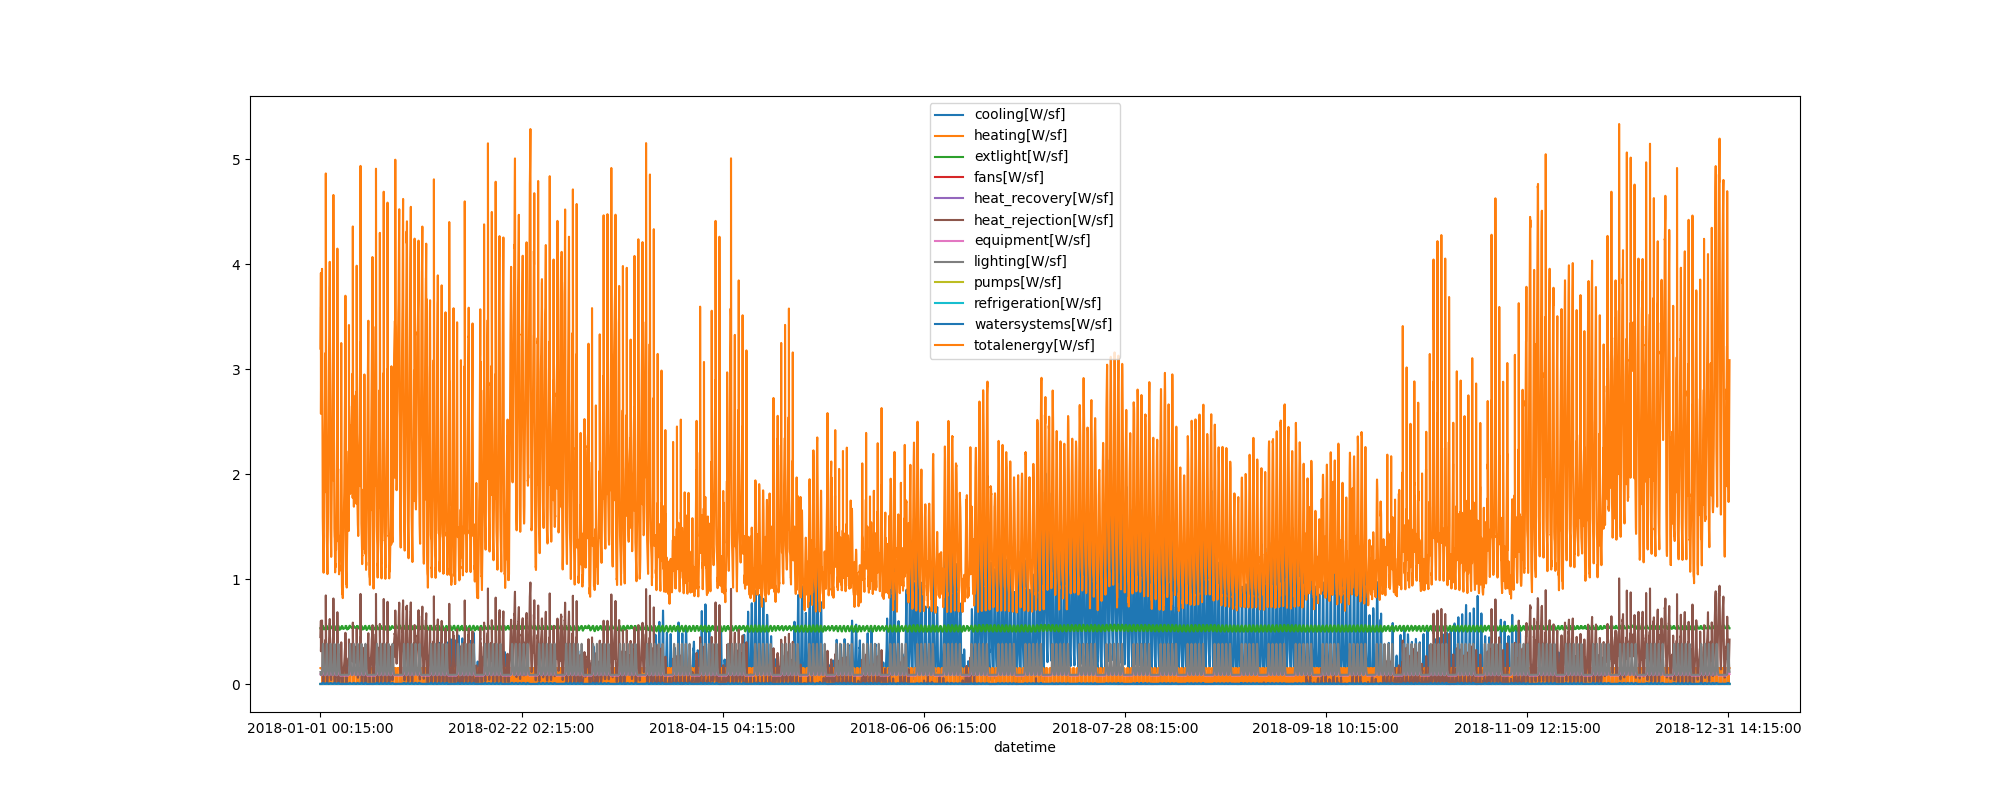 cooling[W/sf]
heating[W/sf]
extlight[W/sf]
fans[W/sf]
heat_recovery[W/sf]
heat_rejection[W/sf]
equipment[W/sf]
lighting[W/sf]
pumps[W/sf]
refrigeration[W/sf]
watersystems[W/sf]
totalenergy[W/sf]
5
4
3
2
1
0
2018-01-01 00:15:00 2018-02-22 02:15:00 2018-04-15 04:15:00 2018-06-06 06:15:00 2018-07-28 08:15:00 2018-09-18 10:15:00 2018-11-09 12:15:00 2018-12-31 14:15:00
datetime